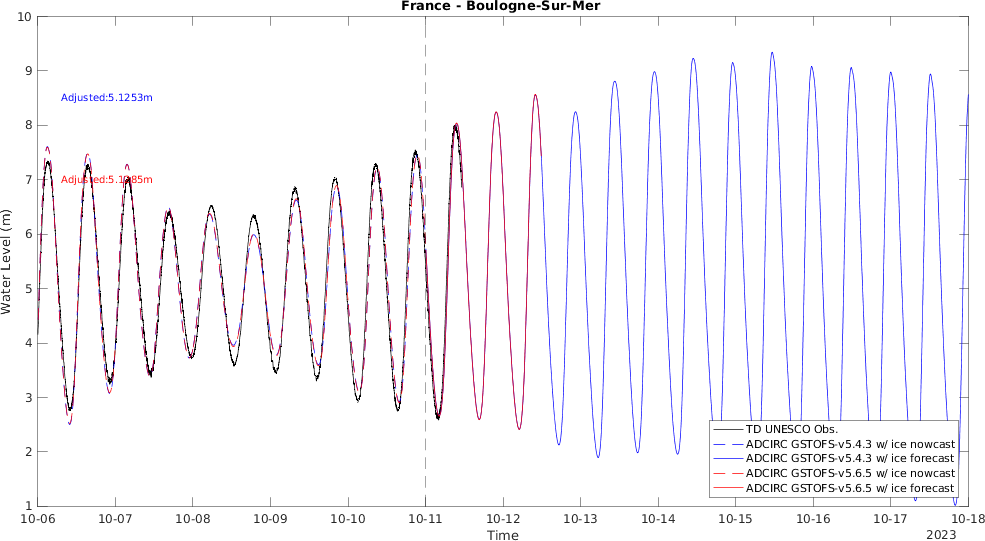 France - Boulogne-Sur-Mer
10
9
8
7
6
5
4
3
2
1
Water Level (m)
Adjusted:5.1253m
TD UNESCO Obs.
ADCIRC GSTOFS-v5.4.3 w/ ice nowcast
ADCIRC GSTOFS-v5.4.3 w/ ice forecast
ADCIRC GSTOFS-v5.6.5 w/ ice nowcast
ADCIRC GSTOFS-v5.6.5 w/ ice forecast
10-06 10-07 10-08 10-09 10-10 10-11 10-12 10-13 10-14 10-15 10-16 10-17 10-18
Time
2023